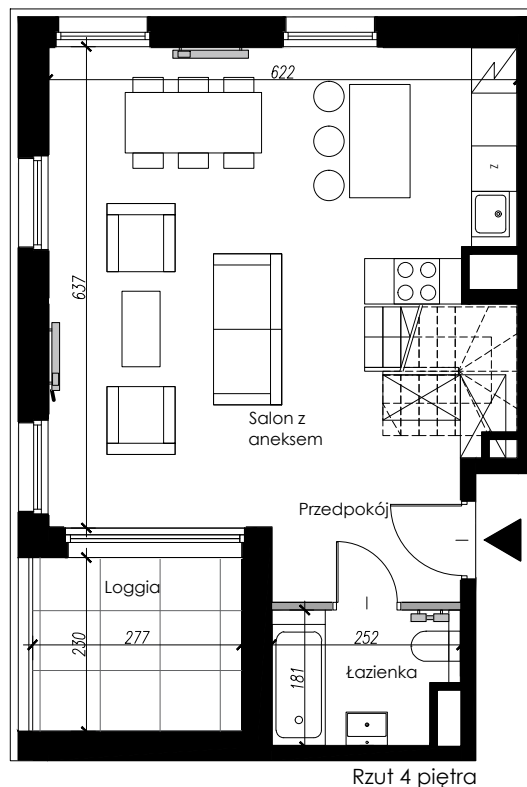 622
Z
637
Salon z
aneksem
Przedpokój
Loggia
230
277
252
181
Łazienka
Rzut 4 piętra